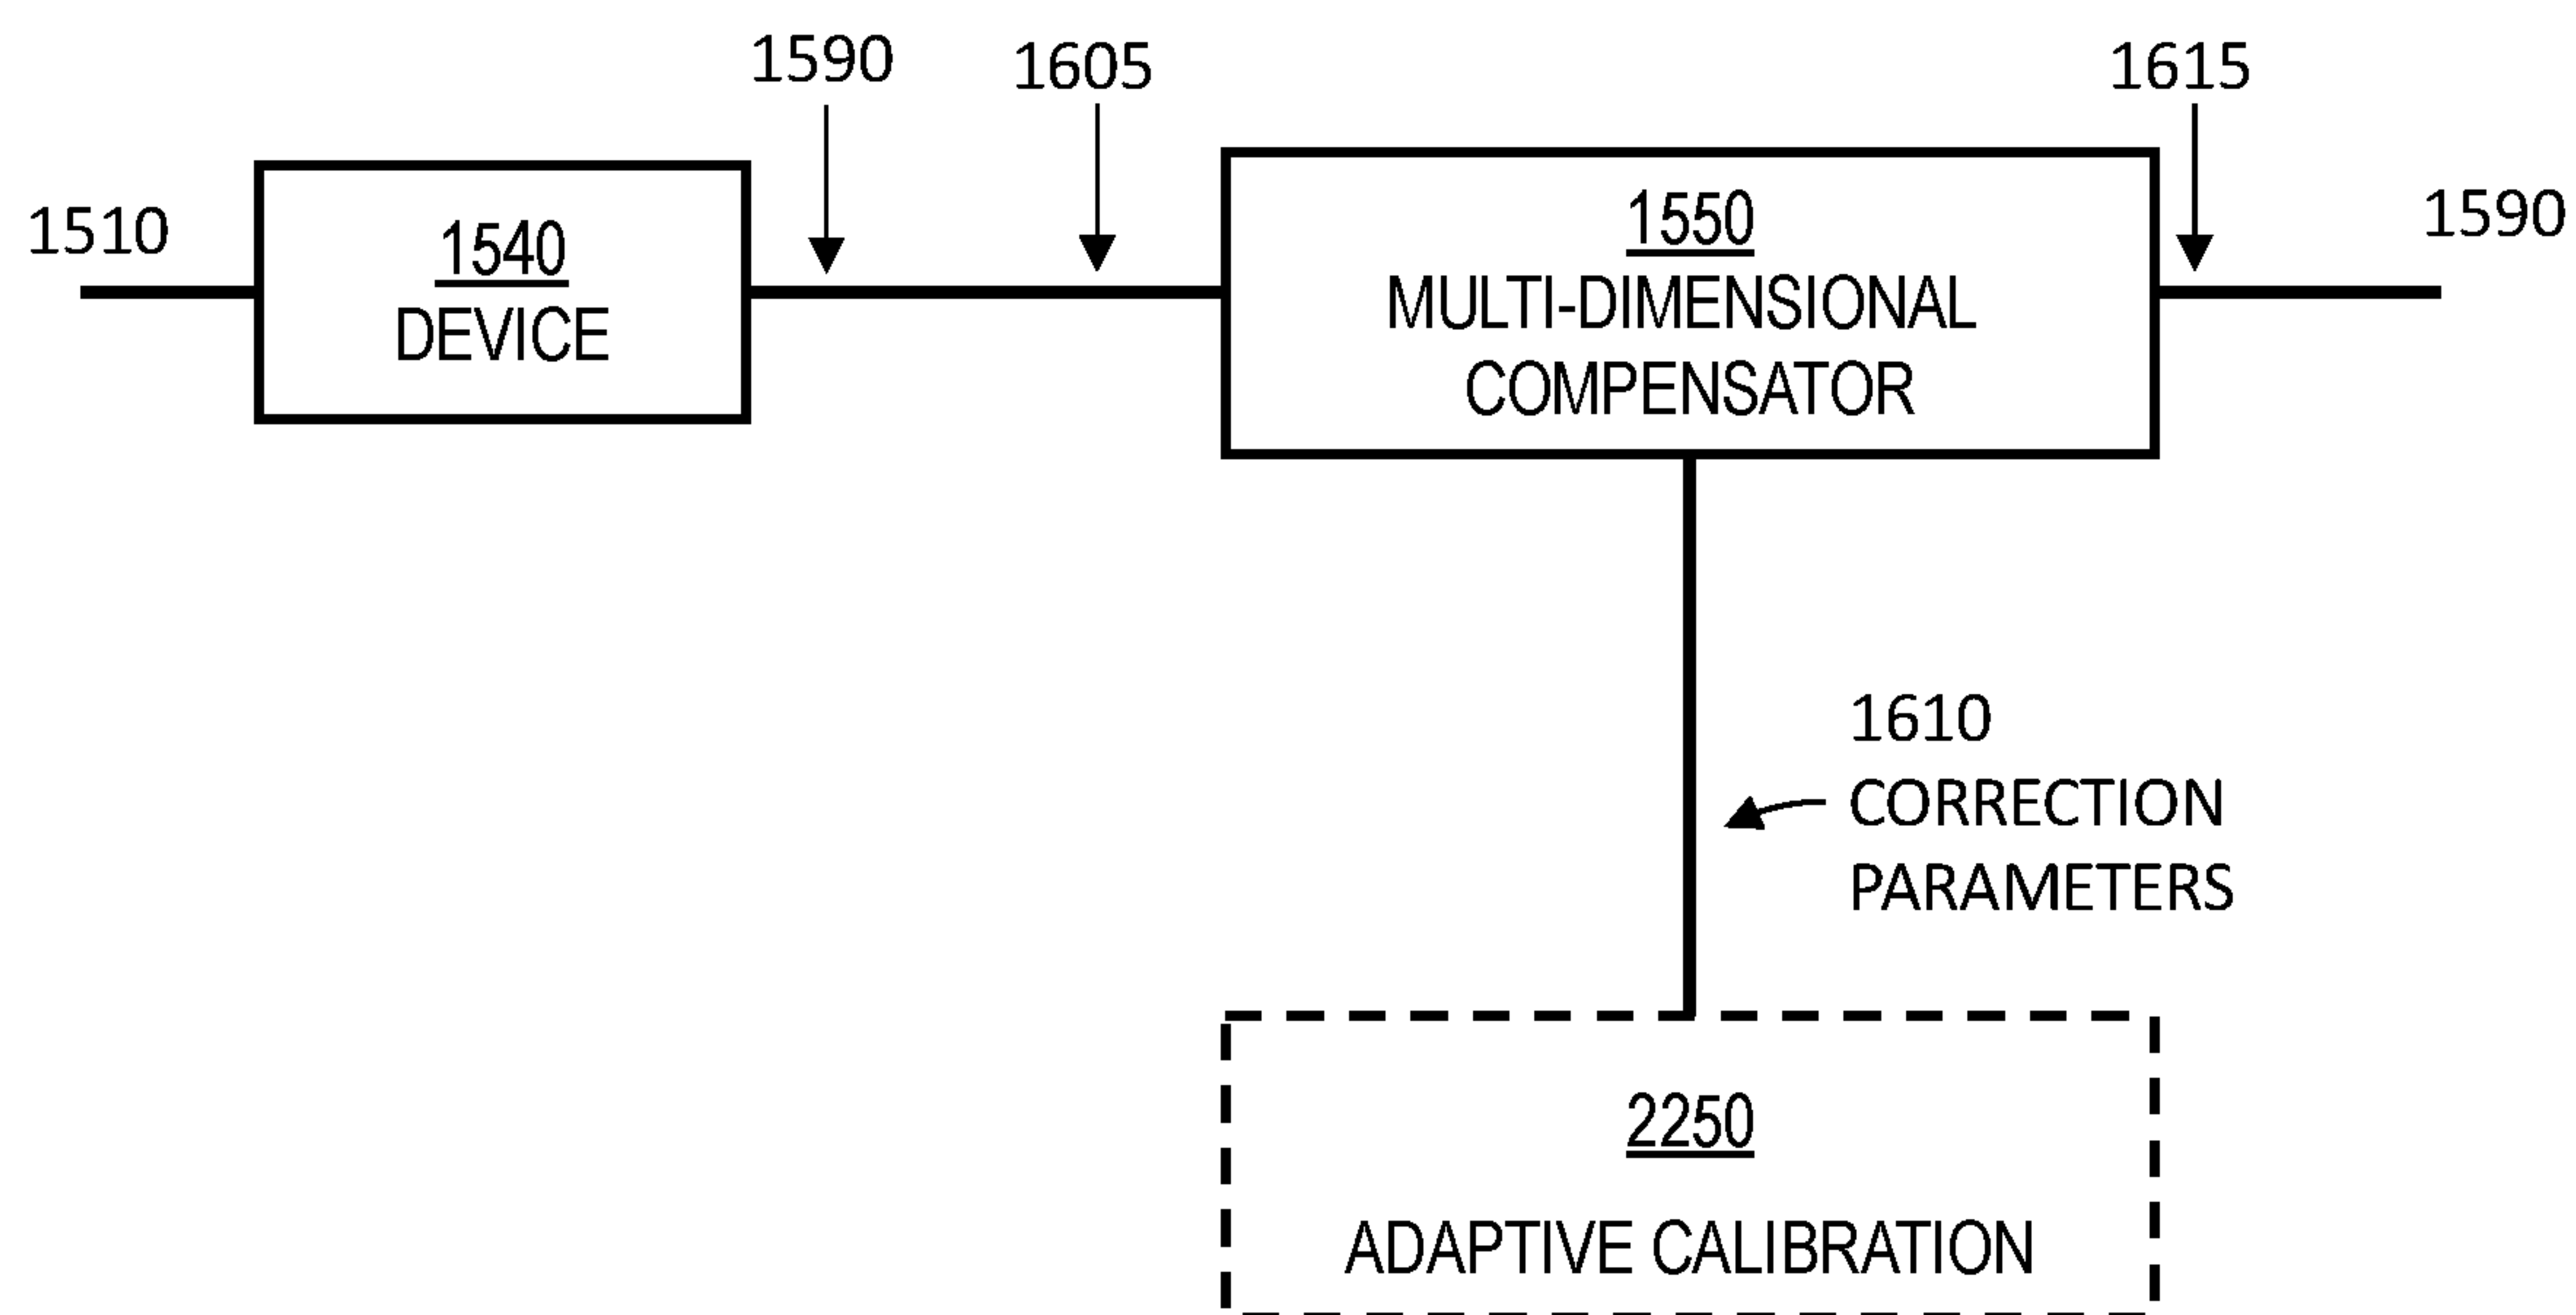 1590
1605
1615
1510
1540
DEVICE
1550
MULTI-DIMENSIONAL
COMPENSATOR
1590
1610
CORRECTION
PARAMETERS
2250
ADAPTIVE CALIBRATION